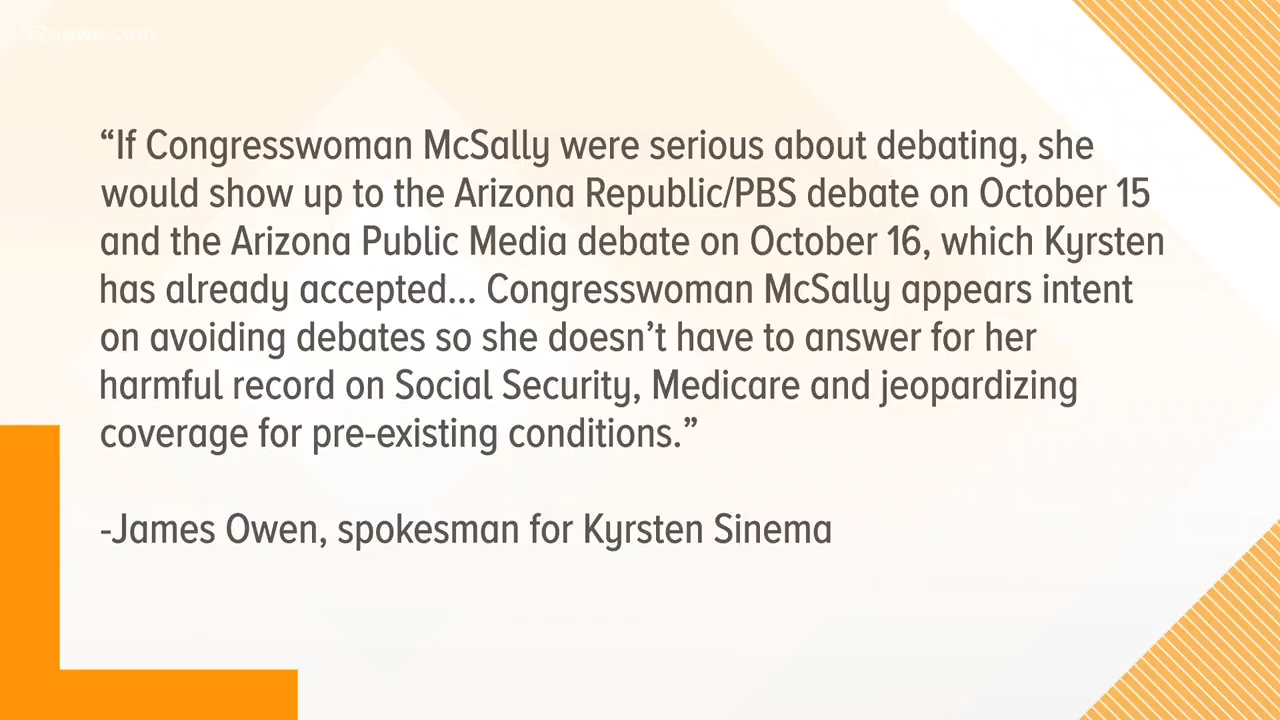 12news.com
“If Congresswoman McSally were serious about debating, she
would show up to the Arizona Republic/PBS debate on October 15
and the Arizona Public Media debate on October 16, which Kyrsten
has already accepted... Congresswoman McSally appears intent
on avoiding debates so she doesn’t have to answer for her
harmful record on Social Security, Medicare and jeopardizing
coverage for pre-existing conditions.”
-James Owen, spokesman for Kyrsten Sinema